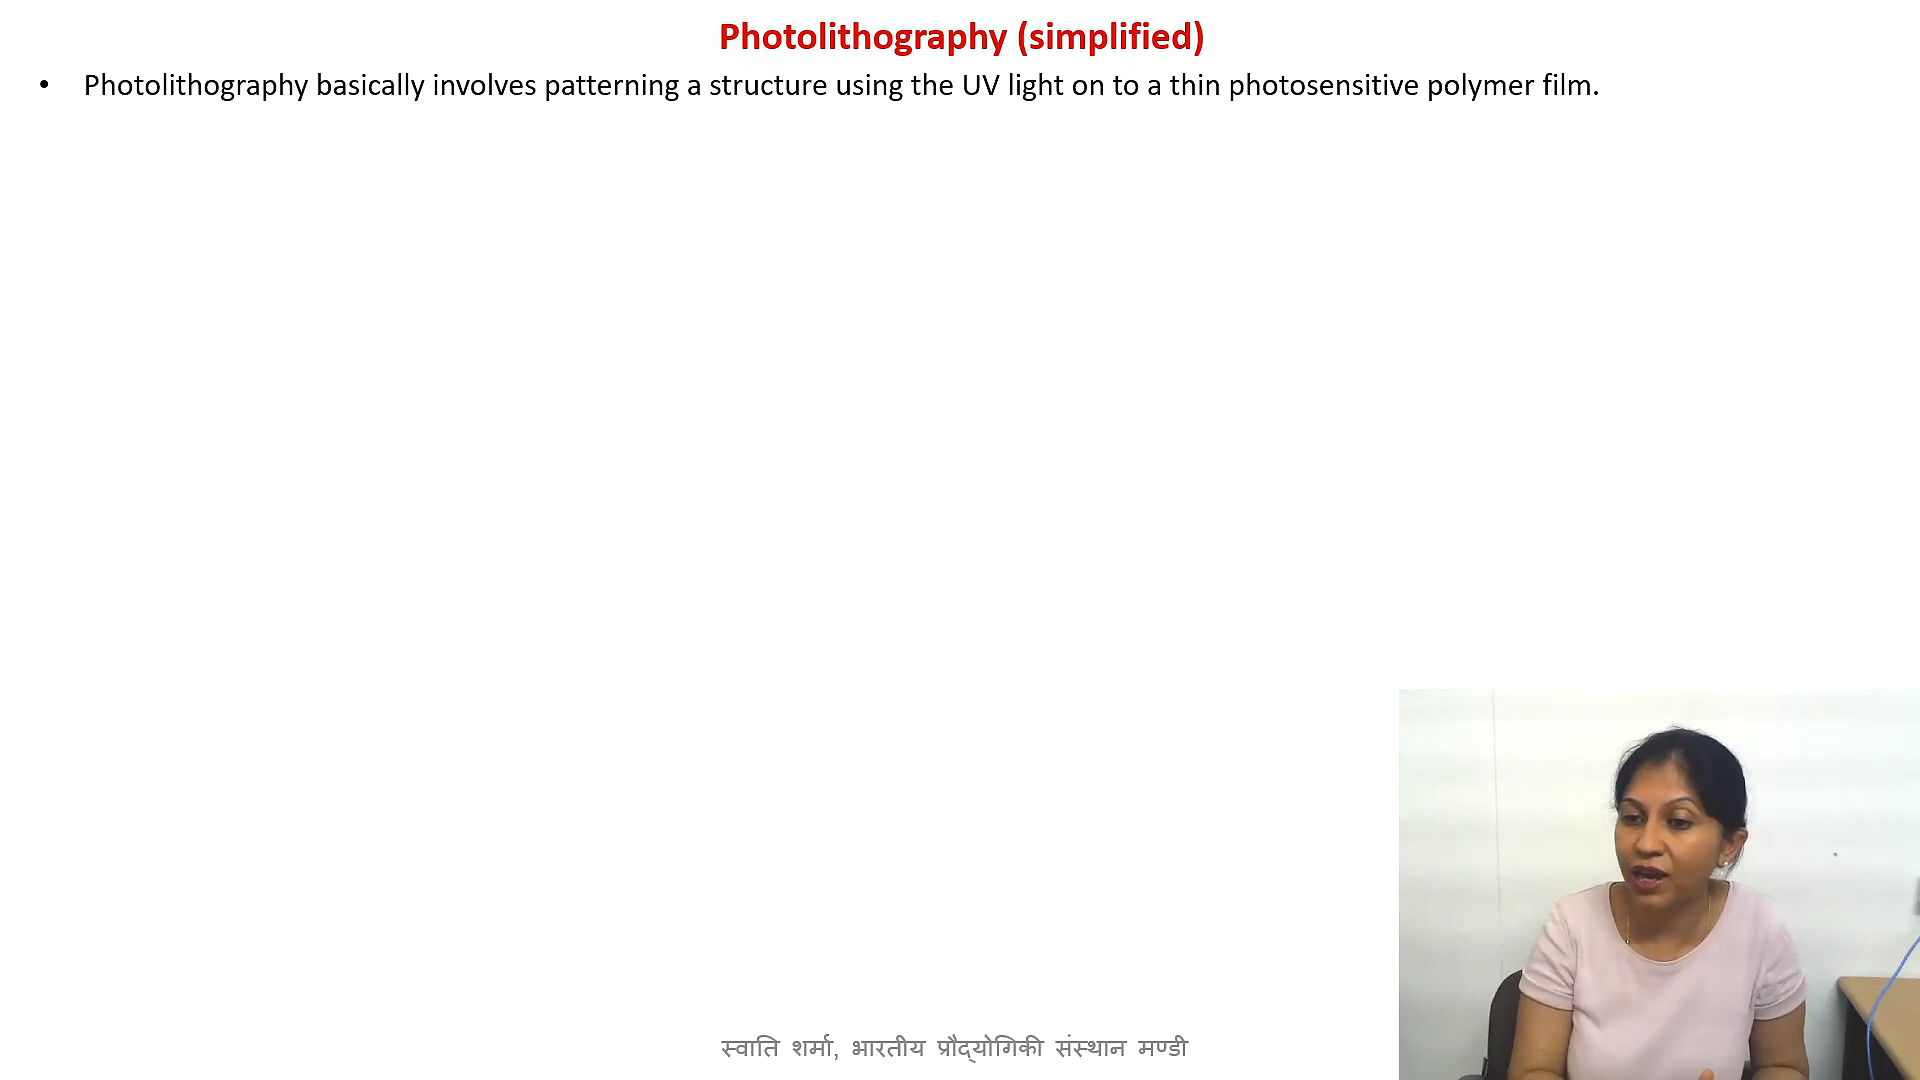 Photolithography (simplified)
• Photolithography basically involves patterning a structure using the UV light on to a thin photosensitive polymer film.
स्वाति शर्मा, भारतीय प्रौद्योगिकी संस्थान मण्डी